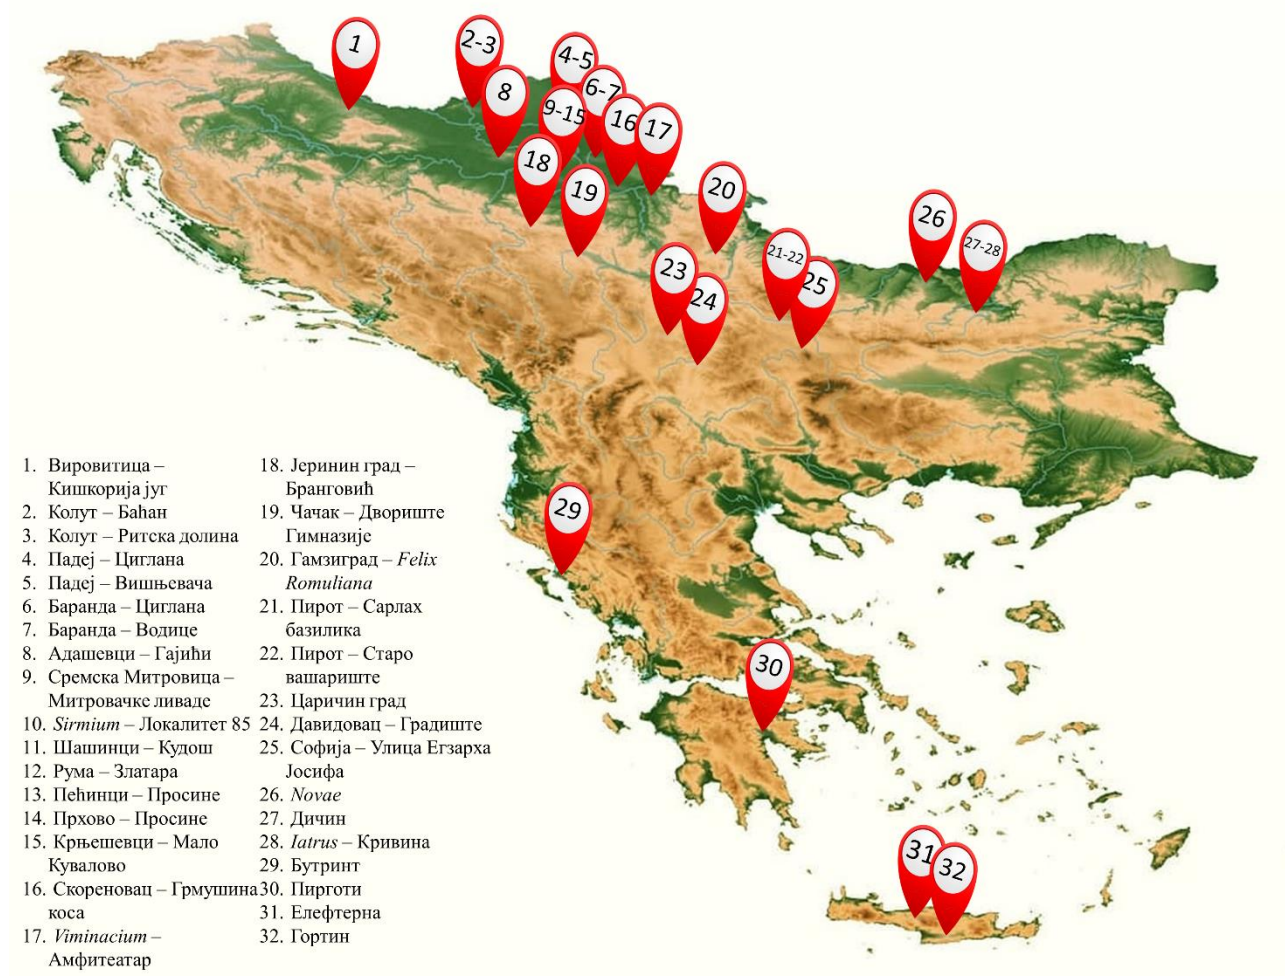 1
2-3
4-5
6-7
8
9-15
16
17
18
19
20
21-22
23
24
25
26
27-28
29
30
31
32
1. Вировитица –
Кишкорија југ
2. Колут – Баћан
3. Колут – Ритска долина
4. Падеј – Циглана
5. Падеј – Вишњевача
6. Баранда – Циглана
7. Баранда – Водице
8. Адашевци – Гајићи
9. Сремска Митровица –
Митровачке ливаде
10. Sirmium – Локалитет 85
11. Шашинци – Кудош
12. Рума – Златара
13. Пећинци – Просине
14. Прхово – Просине
15. Крњешевци – Мало
Кувалово
16. Скореновац – Грмушина
коса
17. Viminacium –
Амфитеатар
18. Јеринин град –
Бранговић
19. Чачак – Двориште
Гимназије
20. Гамзиград – Felix
Romuliana
21. Пирот – Сарлах
базилика
22. Пирот – Старо
вашариште
23. Царичин град
24. Давидовац – Градиште
25. Софија – Улица Егзарха
Јосифа
26. Novae
27. Дичин
28. Iatrus – Кривина
29. Бутринт
30. Пирготи
31. Елефтерна
32. Гортин